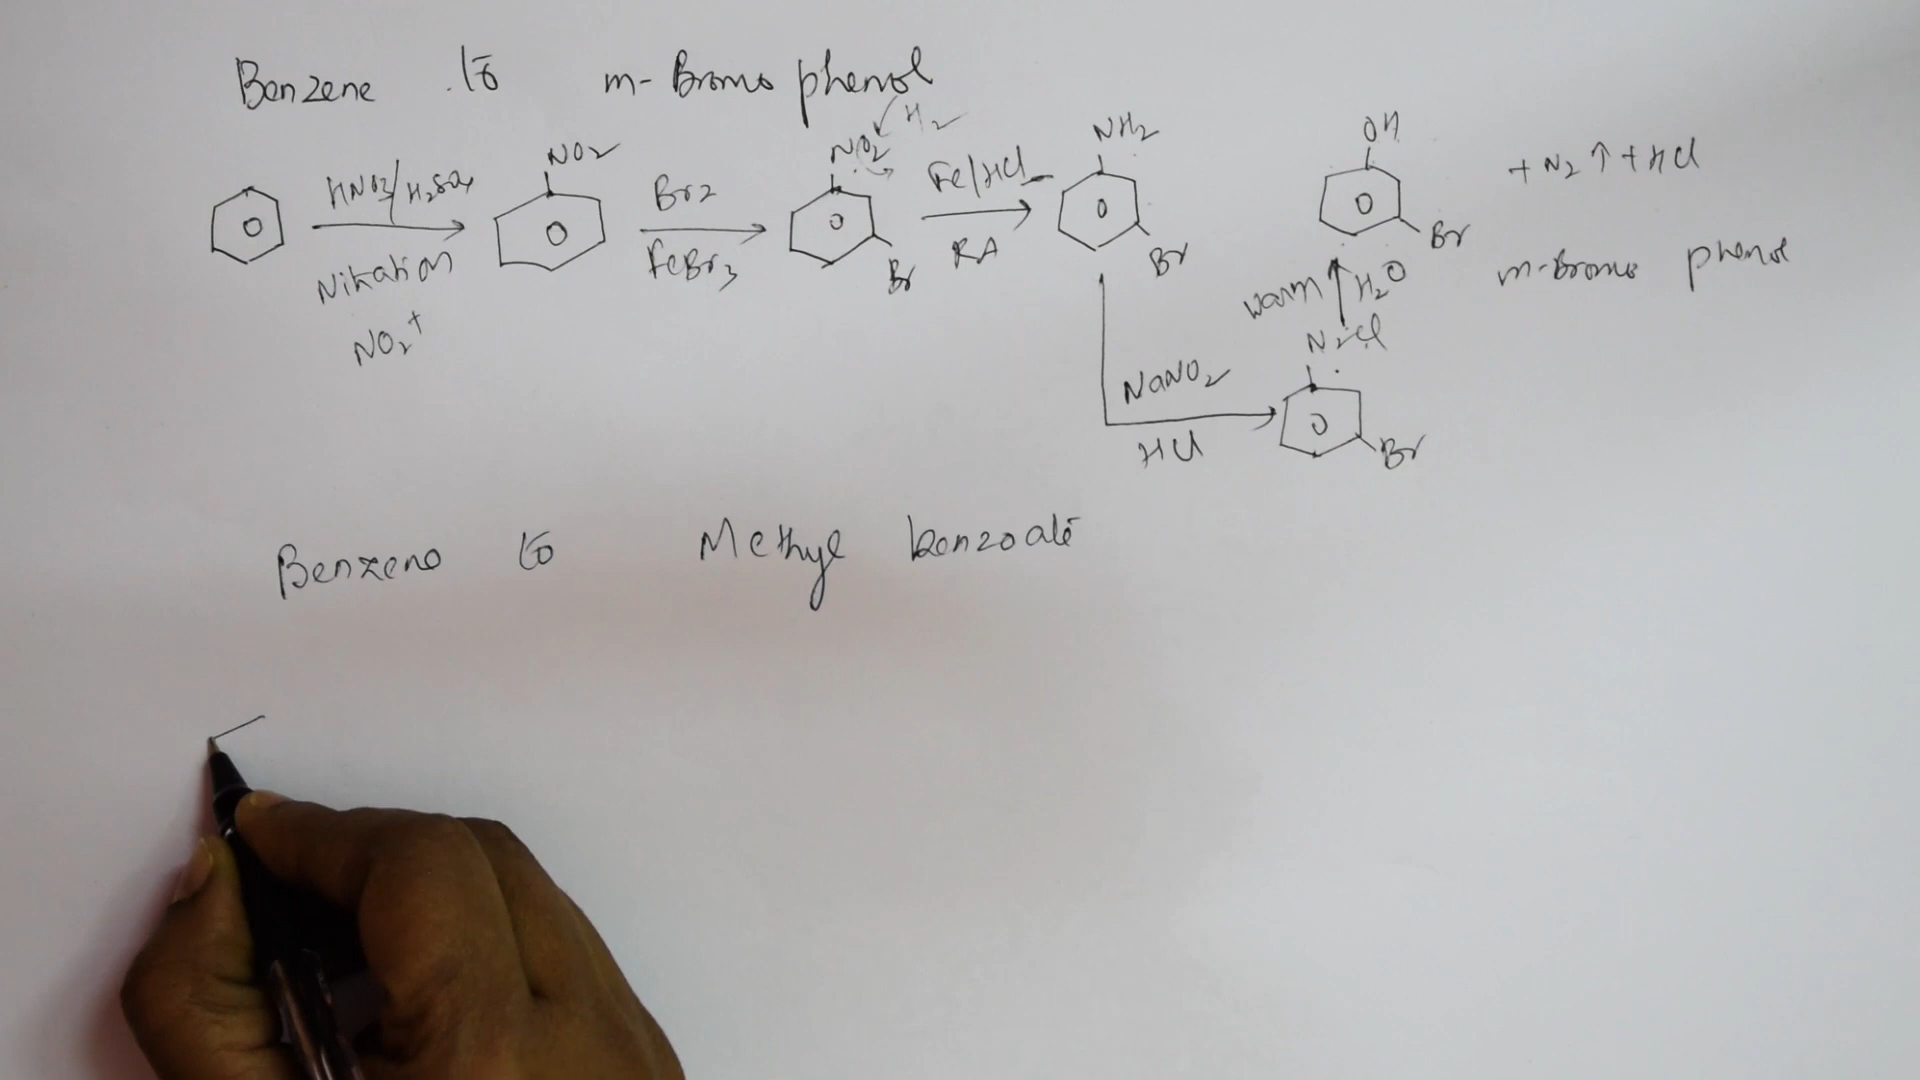 Benzene to m-Bromo phenol
HNO3/H2SO4
Nitration
NO2+
NO2
Br2
FeBr3
NO2
H2
Br
Fe/HCl
RA
NH2
Br
NaNO2
HCl
N2Cl
Br
warm H2O
OH
Br
+ N2 ↑ + HCl
m-Bromo phenol
Benzene to Methyl benzoate